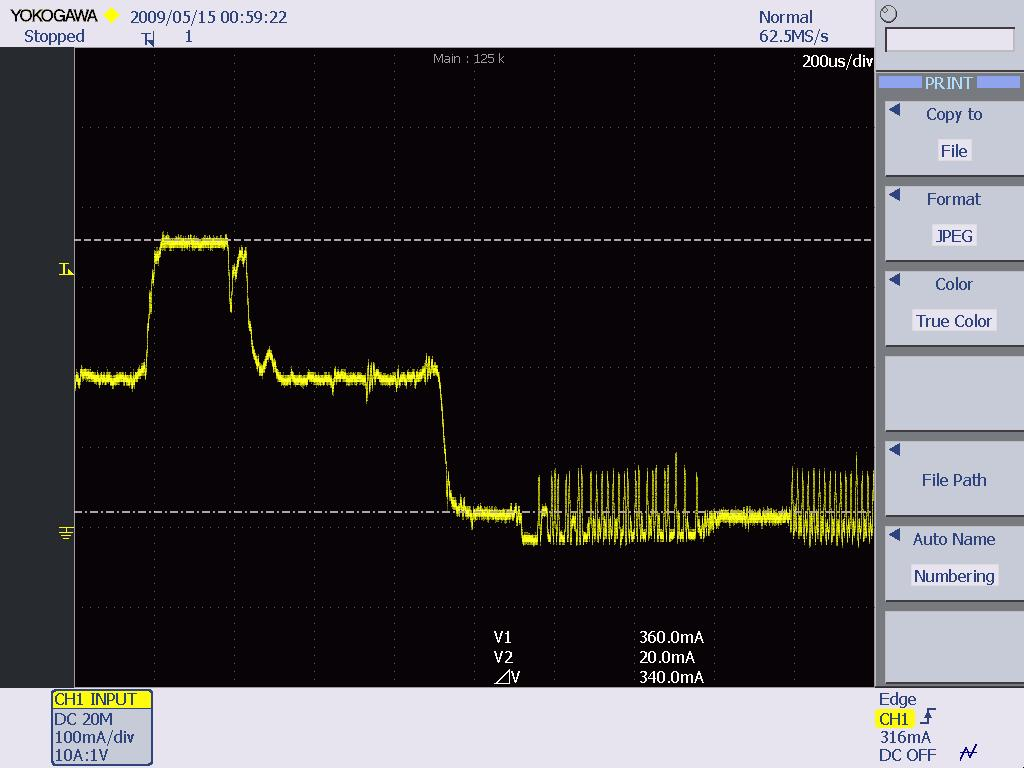 YOKOGAWA 2009/05/15 00:59:22
Stopped 1
Normal
62.5MS/s
Main : 125 k
200us/div
PRINT
Copy to
File
Format
JPEG
Color
True Color
File Path
Auto Name
Numbering
V1 360.0mA
V2 20.0mA
⊿V 340.0mA
CH1 INPUT
DC 20M
100mA/div
10A:1V
Edge
CH1
316mA
DC OFF